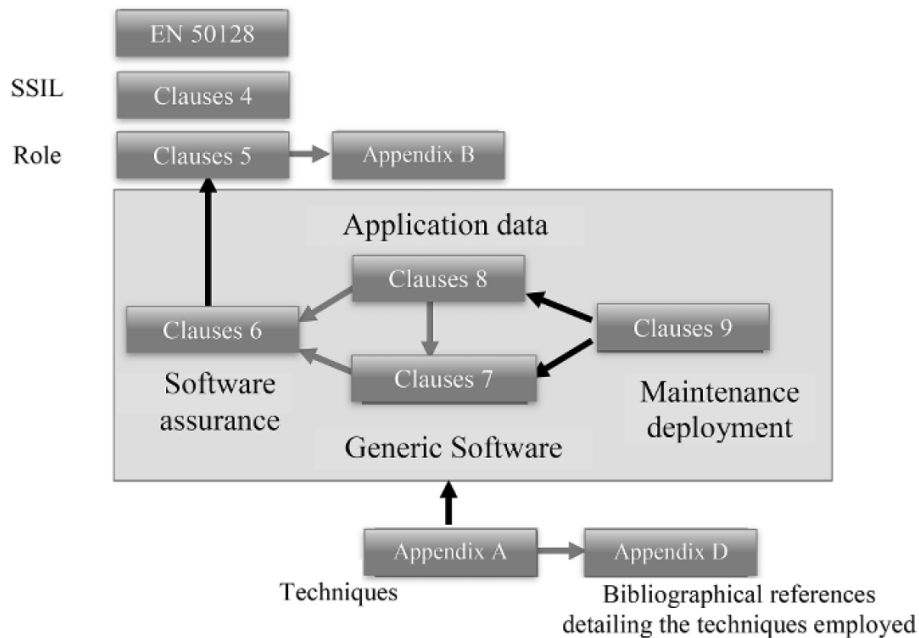 EN 50128
SSIL
Clauses 4
Role
Clauses 5
Appendix B
Application data
Clauses 8
Clauses 6
Clauses 9
Clauses 7
Software
assurance
Maintenance
deployment
Generic Software
Appendix A
Appendix D
Techniques
Bibliographical references
detailing the techniques employed